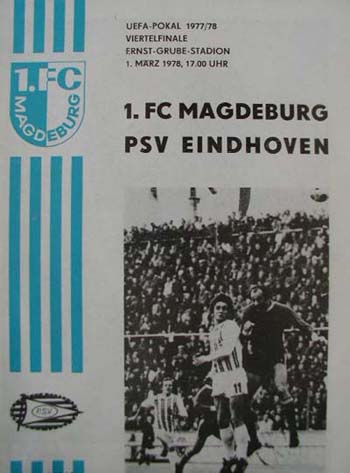 UEFA-POKAL 1977/78
VIERTELFINALE
ERNST-GRUBE-STADION
1. MÄRZ 1978, 17.00 UHR
1. FC
MAGDEBURG
1. FC MAGDEBURG
PSV EINDHOVEN
11
PSV